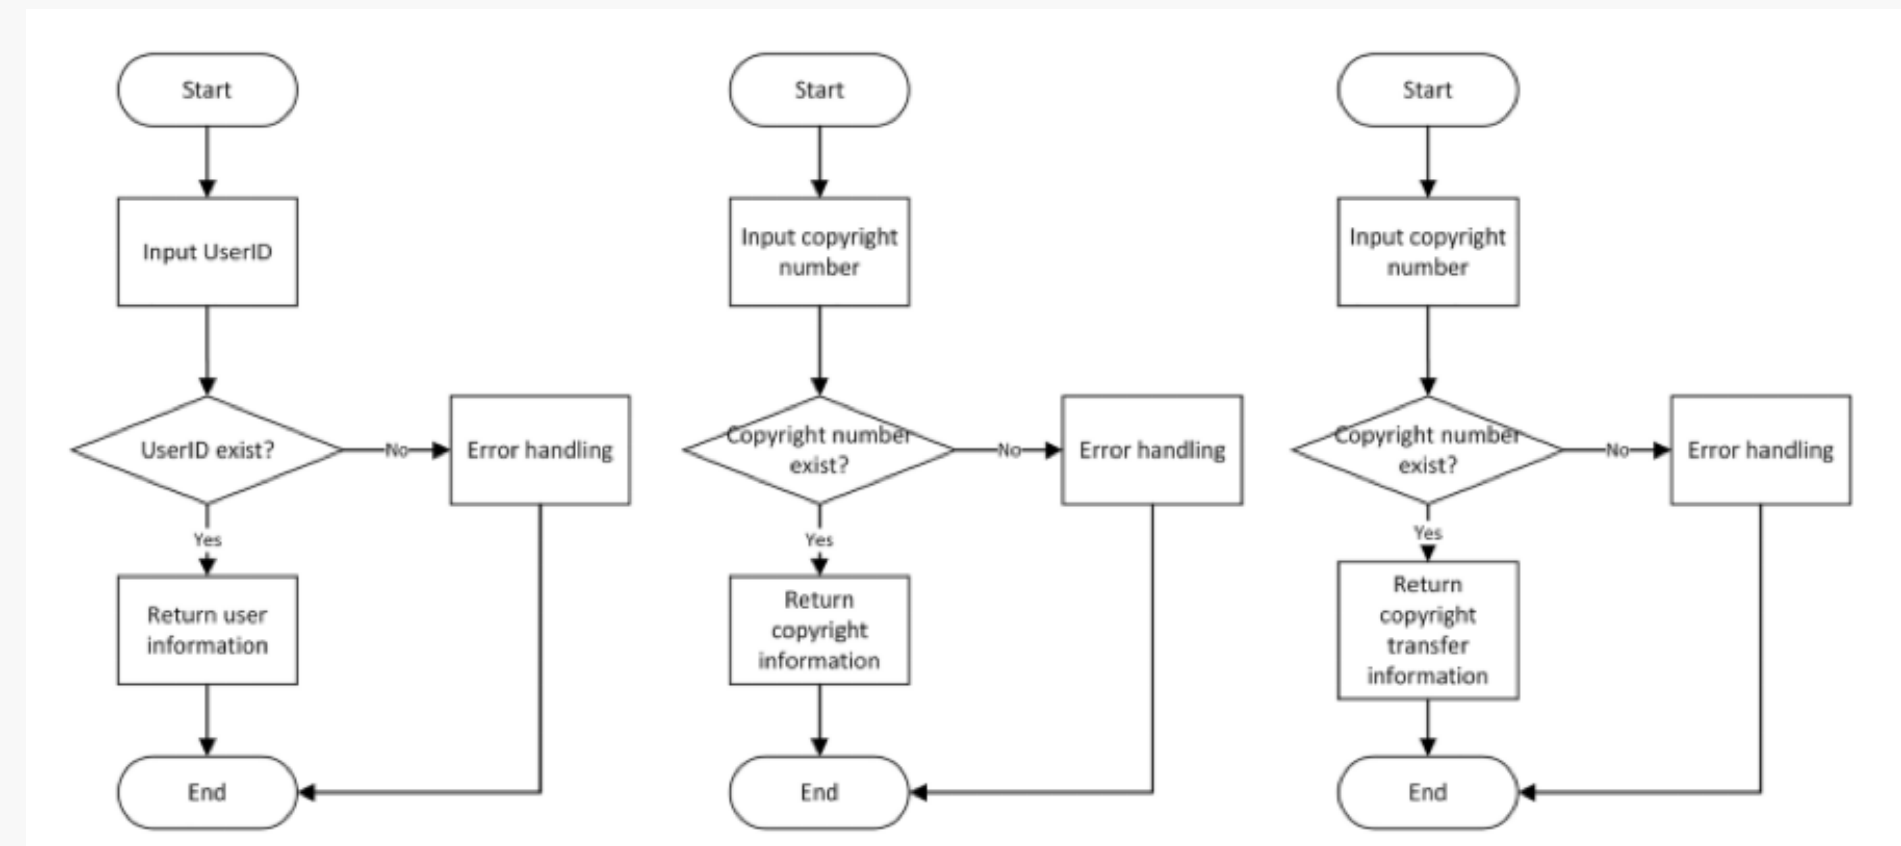 Start
Input UserID
UserID exist?
No
Error handling
Yes
Return user
information
End
Start
Input copyright
number
Copyright number
exist?
No
Error handling
Yes
Return
copyright
information
End
Start
Input copyright
number
Copyright number
exist?
No
Error handling
Yes
Return
copyright
transfer
information
End